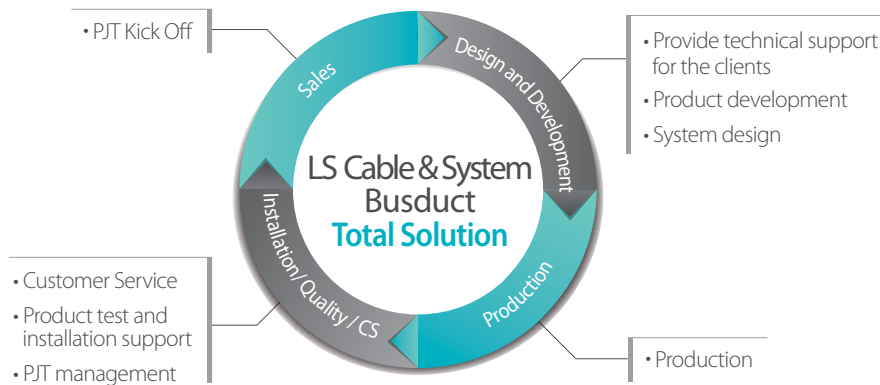 • PJT Kick Off
Sales
Design and Development
• Provide technical support
for the clients
• Product development
• System design
LS Cable & System
Busduct
Total Solution
Installation / Quality / CS
Production
• Customer Service
• Product test and
installation support
• PJT management
• Production